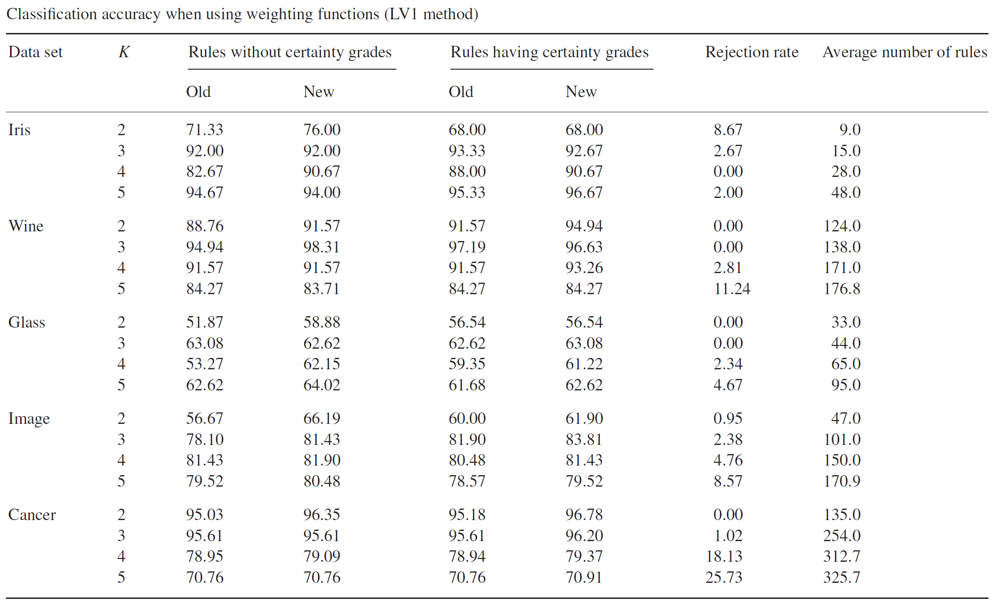 Classification accuracy when using weighting functions (LV1 method)
Data set K Rules without certainty grades Rules having certainty grades Rejection rate Average number of rules
Old New Old New
Iris 2 71.33 76.00 68.00 68.00 8.67 9.0
3 92.00 92.00 93.33 92.67 2.67 15.0
4 82.67 90.67 88.00 90.67 0.00 28.0
5 94.67 94.00 95.33 96.67 2.00 48.0
Wine 2 88.76 91.57 91.57 94.94 0.00 124.0
3 94.94 98.31 97.19 96.63 0.00 138.0
4 91.57 91.57 91.57 93.26 2.81 171.0
5 84.27 83.71 84.27 84.27 11.24 176.8
Glass 2 51.87 58.88 56.54 56.54 0.00 33.0
3 63.08 62.62 62.62 63.08 0.00 44.0
4 53.27 62.15 59.35 61.22 2.34 65.0
5 62.62 64.02 61.68 62.62 4.67 95.0
Image 2 56.67 66.19 60.00 61.90 0.95 47.0
3 78.10 81.43 81.90 83.81 2.38 101.0
4 81.43 81.90 80.48 81.43 4.76 150.0
5 79.52 80.48 78.57 79.52 8.57 170.9
Cancer 2 95.03 96.35 95.18 96.78 0.00 135.0
3 95.61 95.61 95.61 96.20 1.02 254.0
4 78.95 79.09 78.94 79.37 18.13 312.7
5 70.76 70.76 70.76 70.91 25.73 325.7